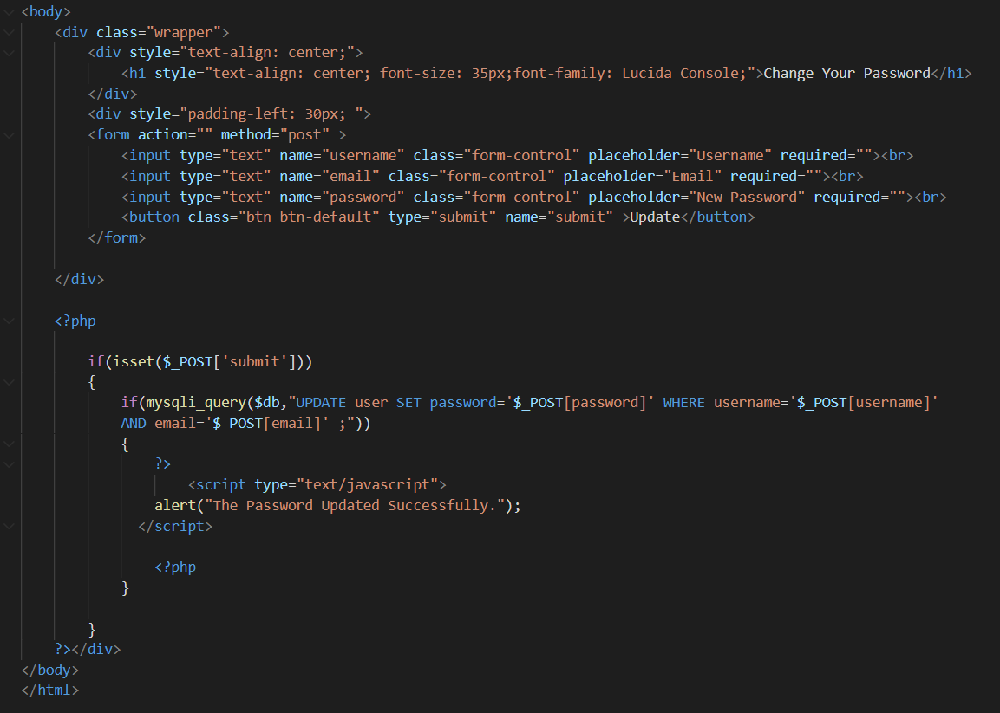 <body>
<div class="wrapper">
<div style="text-align: center;">
<h1 style="text-align: center; font-size: 35px;font-family: Lucida Console;">Change Your Password</h1>
</div>
<div style="padding-left: 30px; ">
<form action="" method="post" >
<input type="text" name="username" class="form-control" placeholder="Username" required=""><br>
<input type="text" name="email" class="form-control" placeholder="Email" required=""><br>
<input type="text" name="password" class="form-control" placeholder="New Password" required=""><br>
<button class="btn btn-default" type="submit" name="submit" >Update</button>
</form>
</div>
<?php
if(isset($_POST['submit']))
{
if(mysqli_query($db,"UPDATE user SET password='$_POST[password]' WHERE username='$_POST[username]'
AND email='$_POST[email]' ;"))
{
?>
<script type="text/javascript">
alert("The Password Updated Successfully.");
</script>
<?php
}
}
?></div>
</body>
</html>